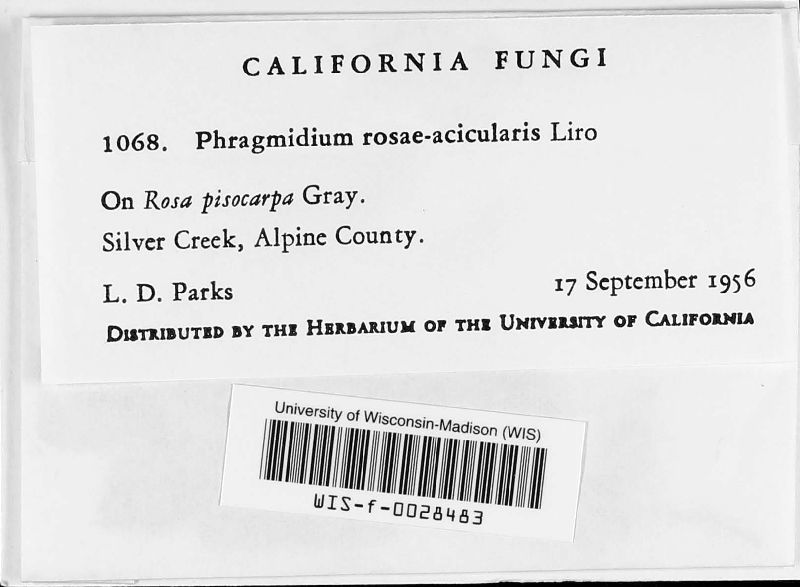 CALIFORNIA FUNGI
1068. Phragmidium rosae-acicularis Liro
On Rosa pisocarpa Gray.
Silver Creek, Alpine County.
L. D. Parks 17 September 1956
DISTRIBUTED BY THE HERBARIUM OF THE UNIVERSITY OF CALIFORNIA
University of Wisconsin-Madison (WIS)
WIS-f-0028483